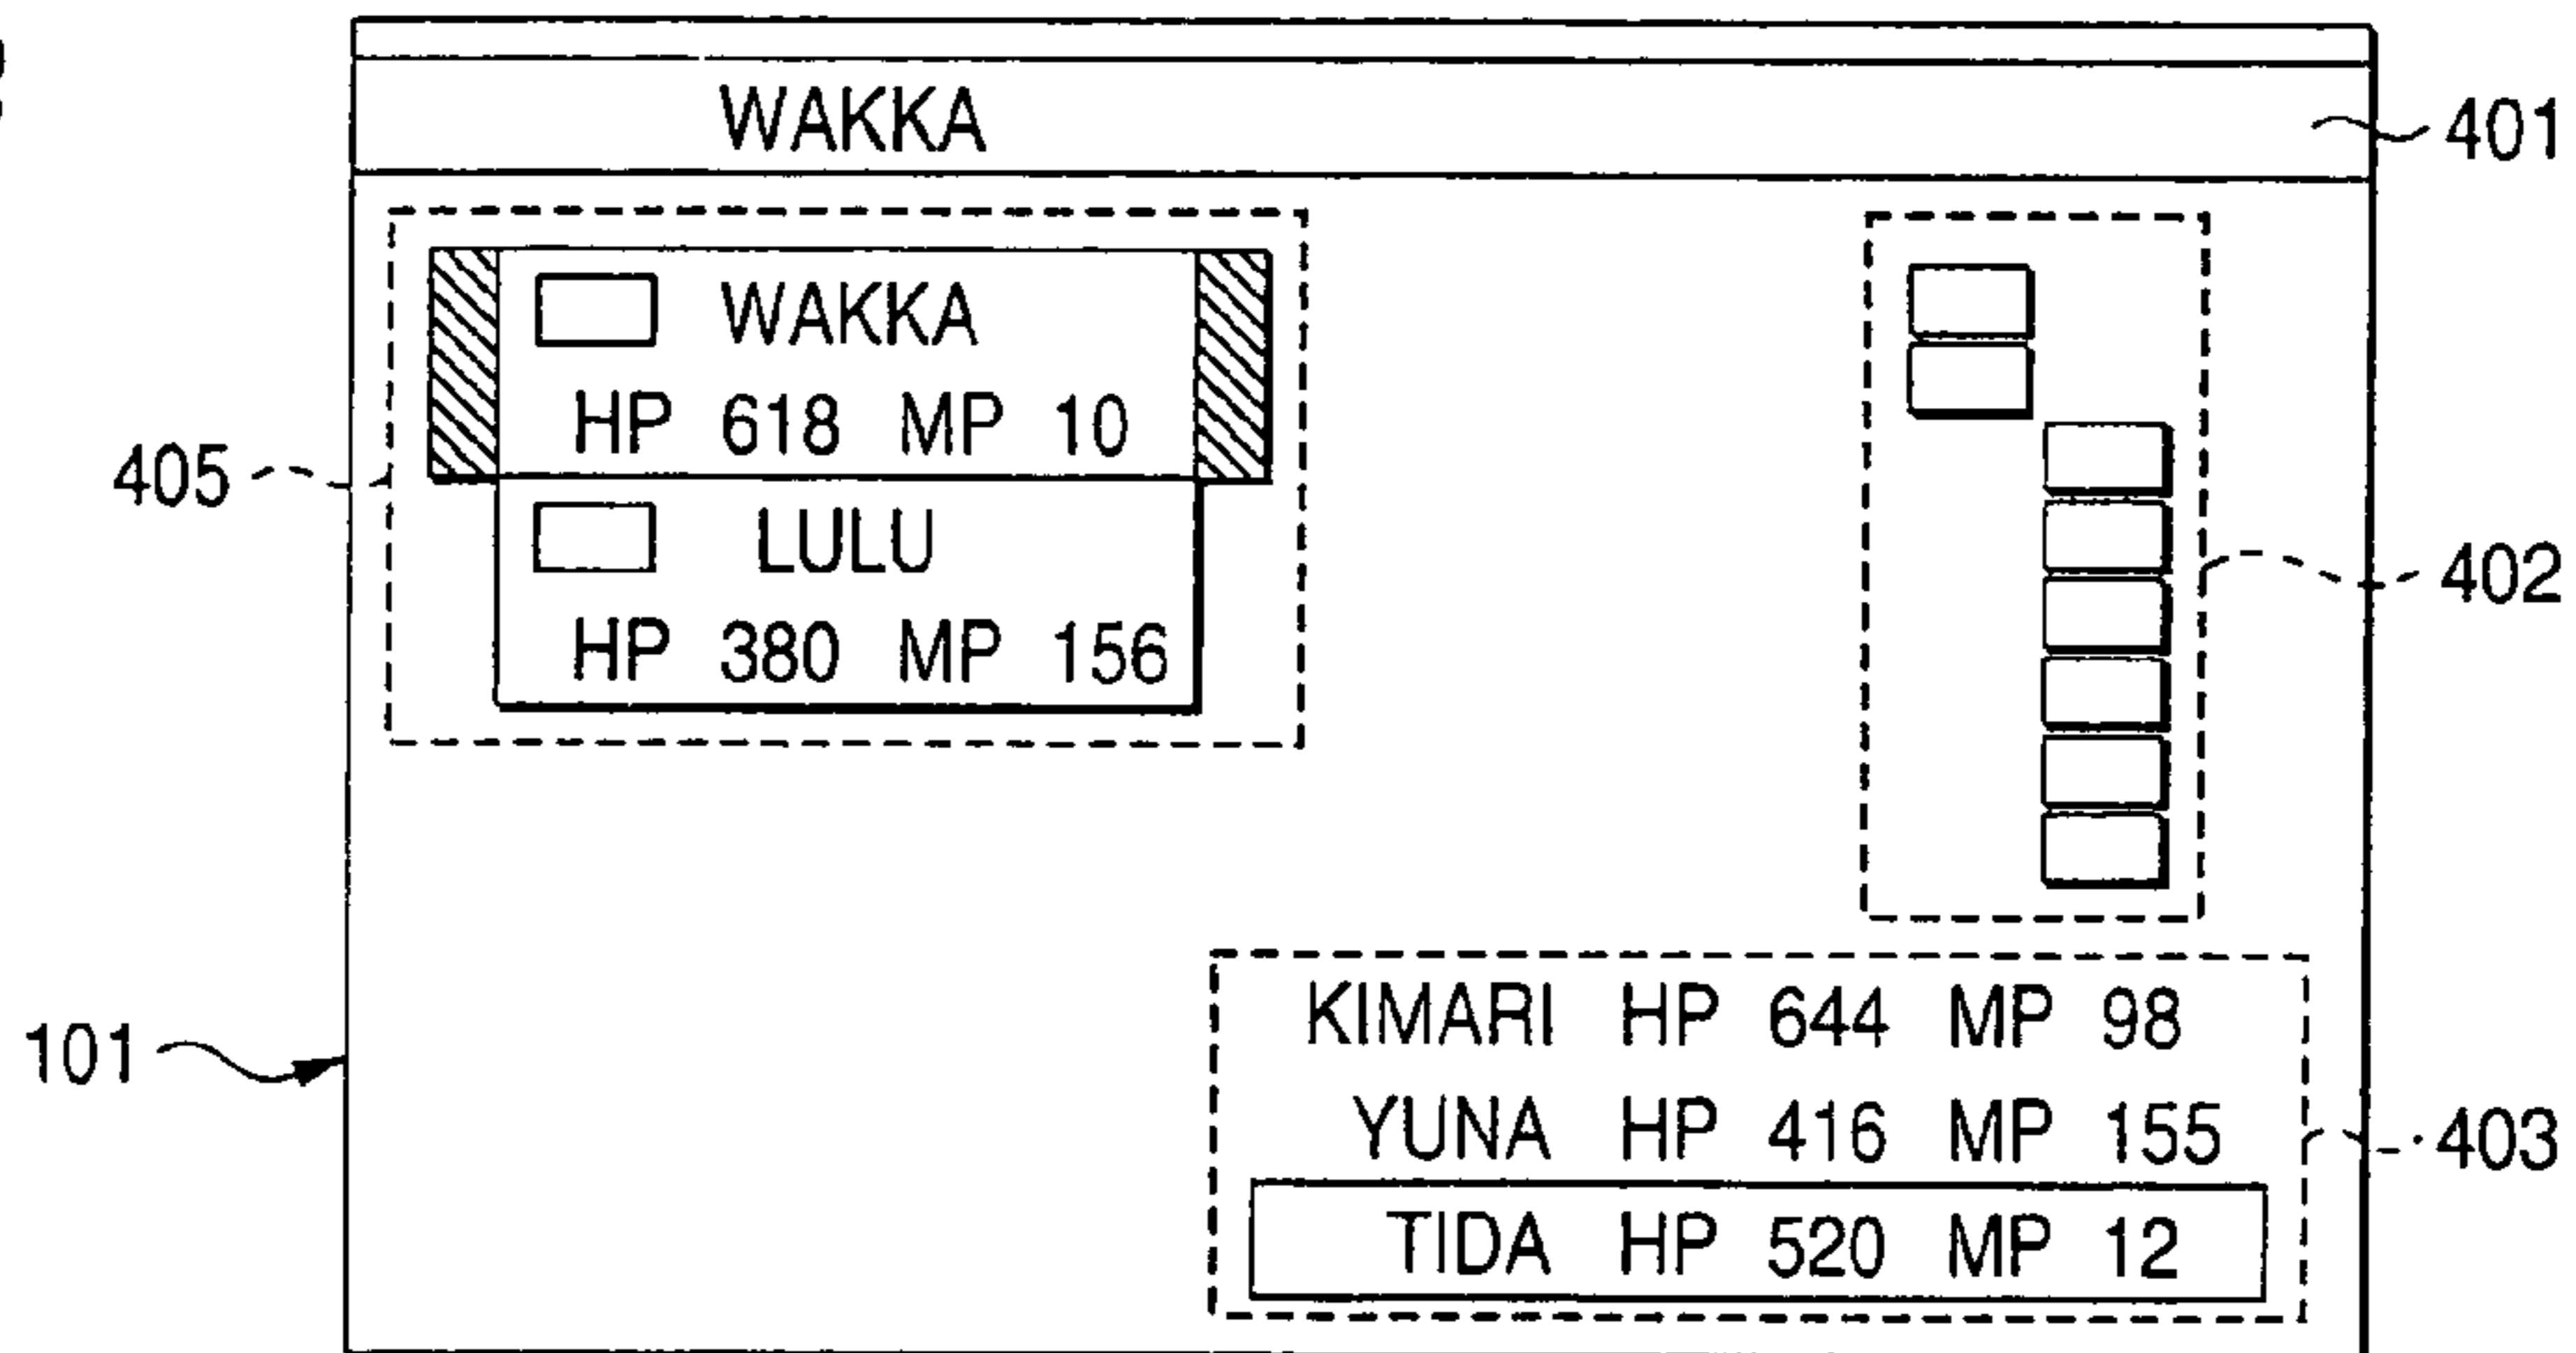 WAKKA
401
WAKKA
HP 618 MP 10
405
LULU
HP 380 MP 156
402
101
KIMARI HP 644 MP 98
YUNA HP 416 MP 155
403
TIDA HP 520 MP 12